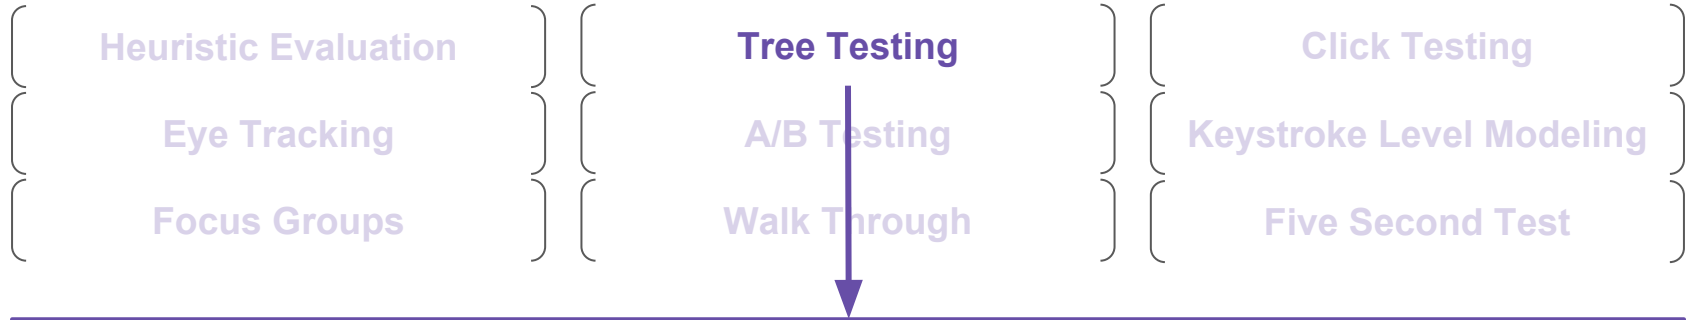 Heuristic Evaluation
Tree Testing
Click Testing
Eye Tracking
A/B Testing
Keystroke Level Modeling
Focus Groups
Walk Through
Five Second Test